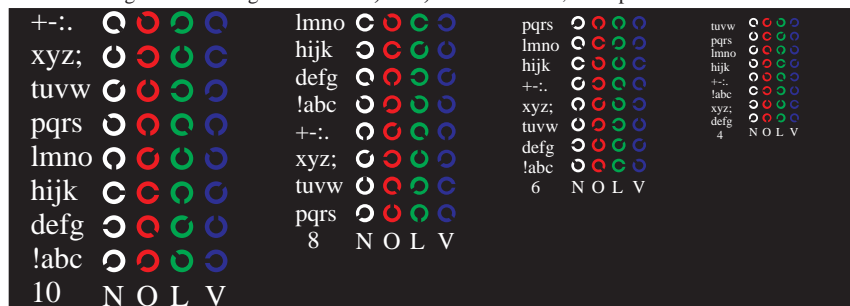 +-:.
xyz;
tuvw
pqrs
lmno
hijk
defg
!abc
10 N O L V
lmno
hijk
defg
!abc
+-:.
xyz;
tuvw
pqrs
8 N O L V
pqrs
lmno
hijk
+-:.
xyz;
tuvw
defg
!abc
6 N O L V
tuvw
pqrs
lmno
hijk
+-:.
!abc
xyz;
defg
4 N O L V